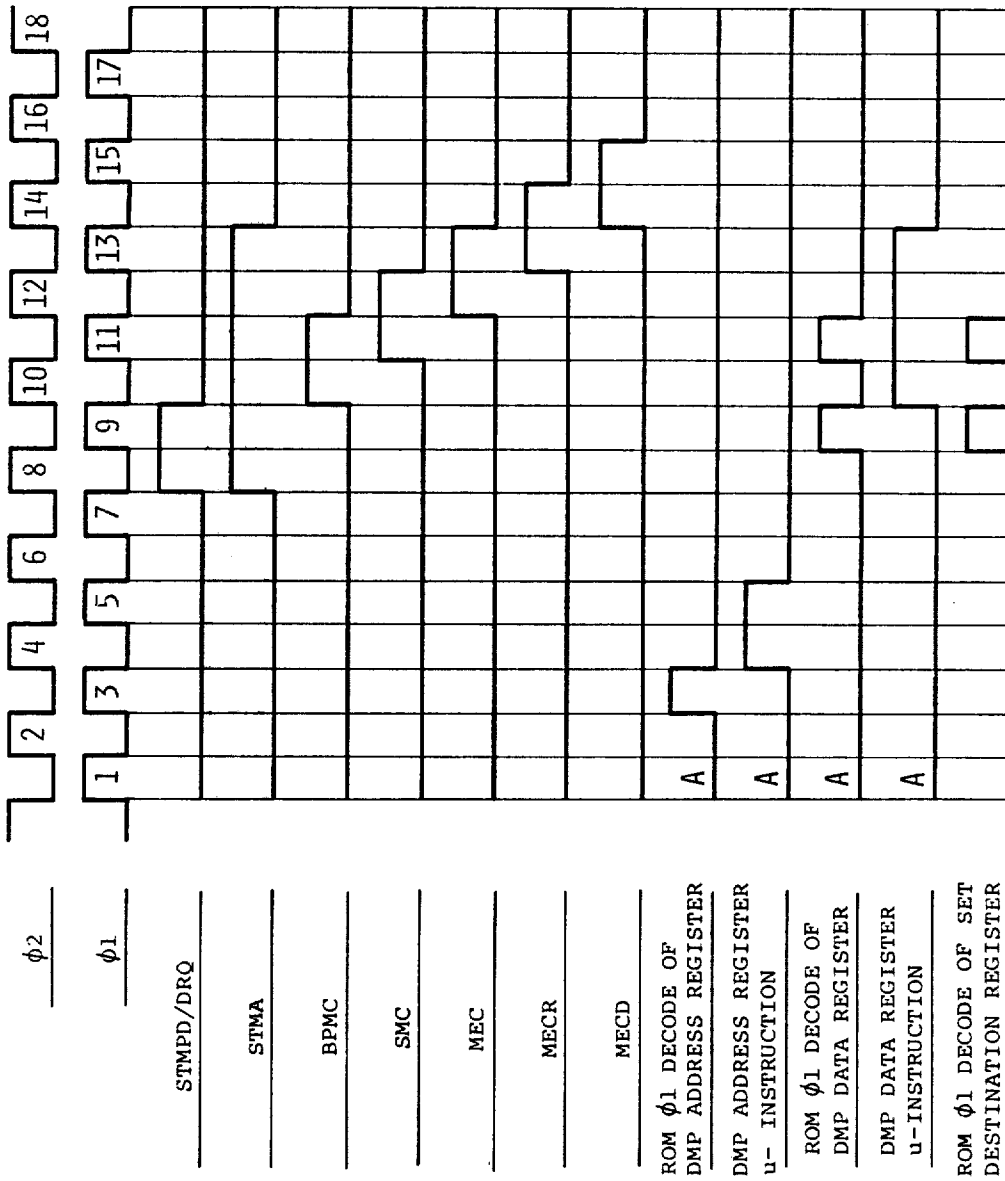 φ2
2 4 6 8 10 12 14 16 18
φ1
1 3 5 7 9 11 13 15 17
STMPD/DRQ
STMA
BPMC
SMC
MEC
MECR
MECD
ROM φ1 DECODE OF
DMP ADDRESS REGISTER
A
DMP ADDRESS REGISTER
u- INSTRUCTION
A
ROM φ1 DECODE OF
DMP DATA REGISTER
A
DMP DATA REGISTER
u-INSTRUCTION
A
ROM φ1 DECODE OF SET
DESTINATION REGISTER